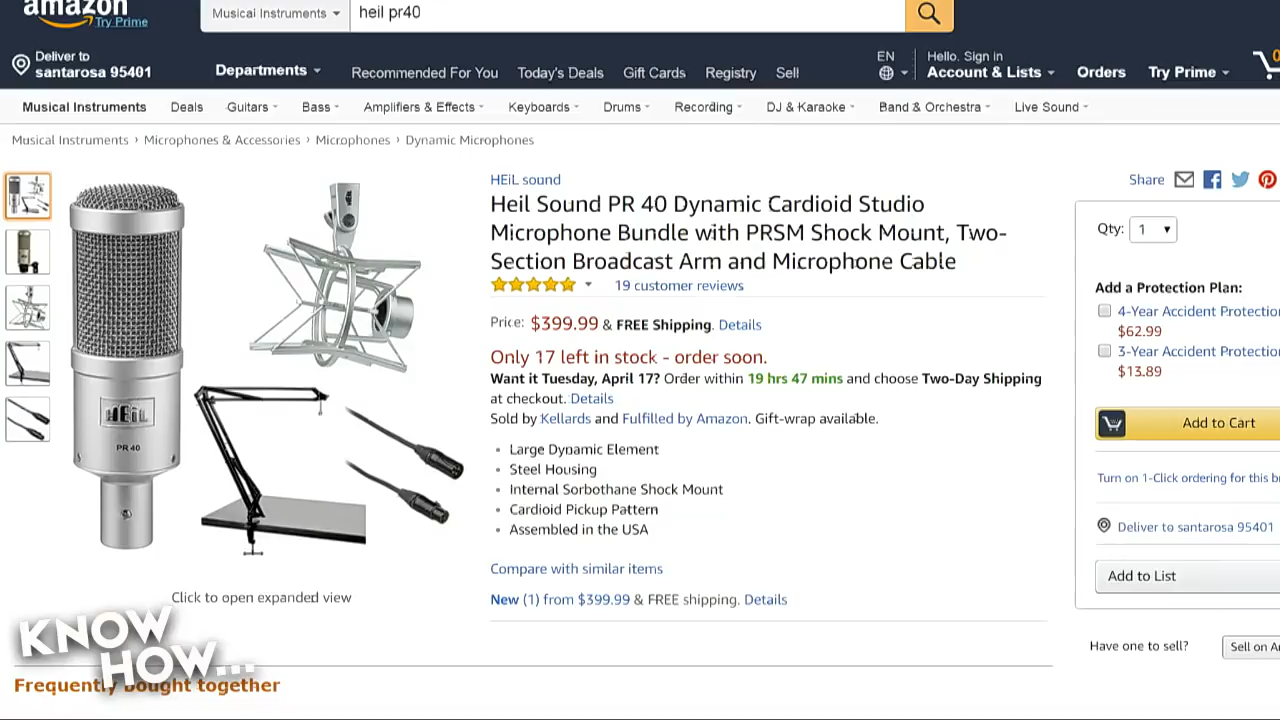 amazon
Try Prime
Musical Instruments
heil pr40
Deliver to
santarosa 95401
Departments
Recommended For You
Today's Deals
Gift Cards
Registry
Sell
EN
Hello. Sign in
Account & Lists
Orders
Try Prime
0
Musical Instruments
Deals
Guitars
Bass
Amplifiers & Effects
Keyboards
Drums
Recording
DJ & Karaoke
Band & Orchestra
Live Sound
Musical Instruments › Microphones & Accessories › Microphones › Dynamic Microphones
HEiL
PR 40
Click to open expanded view
HEiL sound
Heil Sound PR 40 Dynamic Cardioid Studio
Microphone Bundle with PRSM Shock Mount, Two-
Section Broadcast Arm and Microphone Cable
19 customer reviews
Price: $399.99 & FREE Shipping. Details
Only 17 left in stock - order soon.
Want it Tuesday, April 17? Order within 19 hrs 47 mins and choose Two-Day Shipping
at checkout. Details
Sold by Kellards and Fulfilled by Amazon. Gift-wrap available.
• Large Dynamic Element
• Steel Housing
• Internal Sorbothane Shock Mount
• Cardioid Pickup Pattern
• Assembled in the USA
Compare with similar items
New (1) from $399.99 & FREE shipping. Details
Share
Qty: 1
Add a Protection Plan:
4-Year Accident Protectio
$62.99
3-Year Accident Protectio
$13.89
Add to Cart
Turn on 1-Click ordering for this b
Deliver to santarosa 95401
Add to List
Have one to sell?
Sell on A
KNOW
HOW...
Frequently bought together